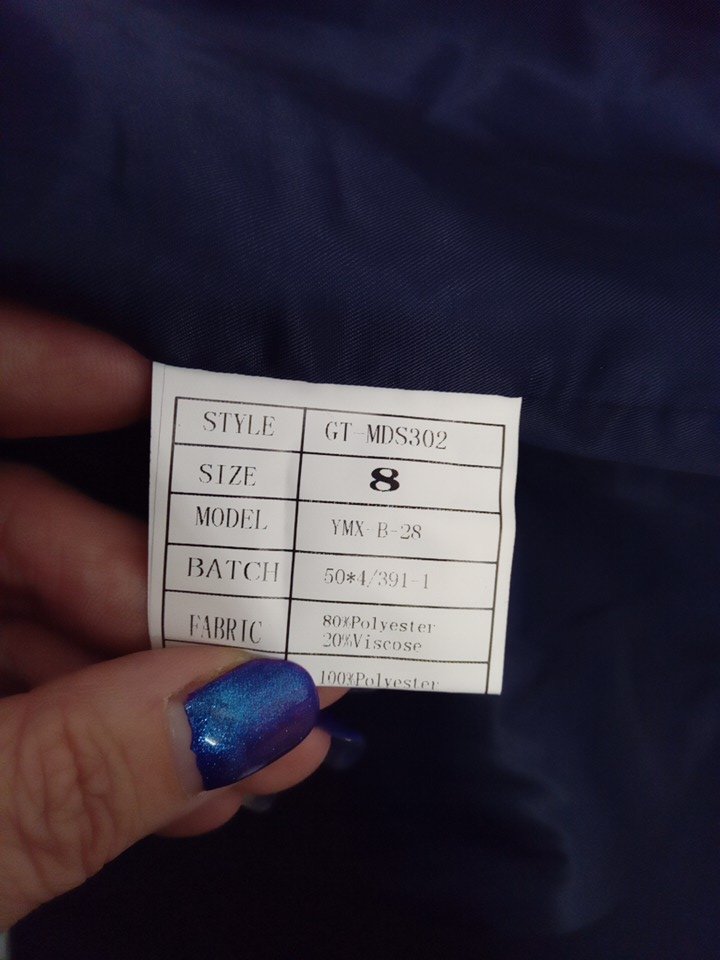 STYLE GT-MDS302
SIZE 8
MODEL YMX-B-28
BATCH 50*4/391-1
FABRIC 80%Polyester
20%Viscose
100%Polyester